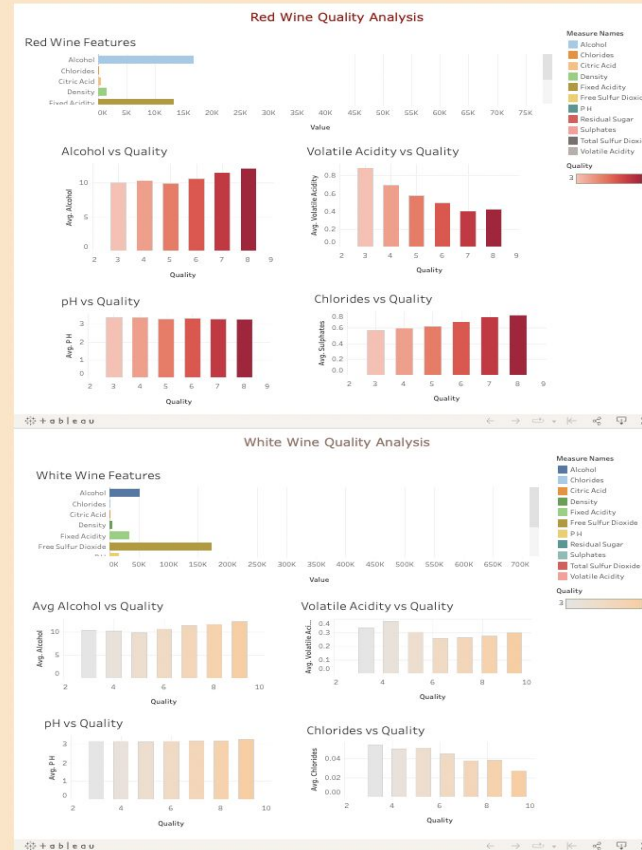 Red Wine Quality Analysis
Red Wine Features
Alcohol
Chlorides
Citric Acid
Density
Fixed Acidity
0K 5K 10K 15K 20K 25K 30K 35K 40K 45K 50K 55K 60K 65K 70K 75K
Value
Measure Names
Alcohol
Chlorides
Citric Acid
Density
Fixed Acidity
Free Sulfur Dioxid
P H
Residual Sugar
Sulphates
Total Sulfur Dioxi
Volatile Acidity
Quality
3
Alcohol vs Quality
Avg. Alcohol
10
5
0
2 3 4 5 6 7 8 9
Quality
Volatile Acidity vs Quality
Avg. Volatile Acidity
0.8
0.6
0.4
0.2
0.0
2 3 4 5 6 7 8 9
Quality
pH vs Quality
Avg. P H
3
2
1
0
2 3 4 5 6 7 8 9
Quality
Chlorides vs Quality
Avg. Sulphates
0.8
0.6
0.4
0.2
0.0
2 3 4 5 6 7 8 9
Quality
+ a b l e a u
White Wine Quality Analysis
White Wine Features
Alcohol
Chlorides
Citric Acid
Density
Fixed Acidity
Free Sulfur Dioxide
0K 50K 100K 150K 200K 250K 300K 350K 400K 450K 500K 550K 600K 650K 700K
Value
Measure Names
Alcohol
Chlorides
Citric Acid
Density
Fixed Acidity
Free Sulfur Dioxide
P H
Residual Sugar
Sulphates
Total Sulfur Dioxide
Volatile Acidity
Quality
3
Avg Alcohol vs Quality
Avg. Alcohol
10
5
0
2 4 6 8 10
Quality
Volatile Acidity vs Quality
Avg. Volatile Aci...
0.4
0.3
0.2
0.1
0.0
2 4 6 8 10
Quality
pH vs Quality
Avg. P H
3
2
1
0
2 4 6 8 10
Quality
Chlorides vs Quality
Avg. Chlorides
0.04
0.02
0.00
2 4 6 8 10
Quality
+ a b l e a u